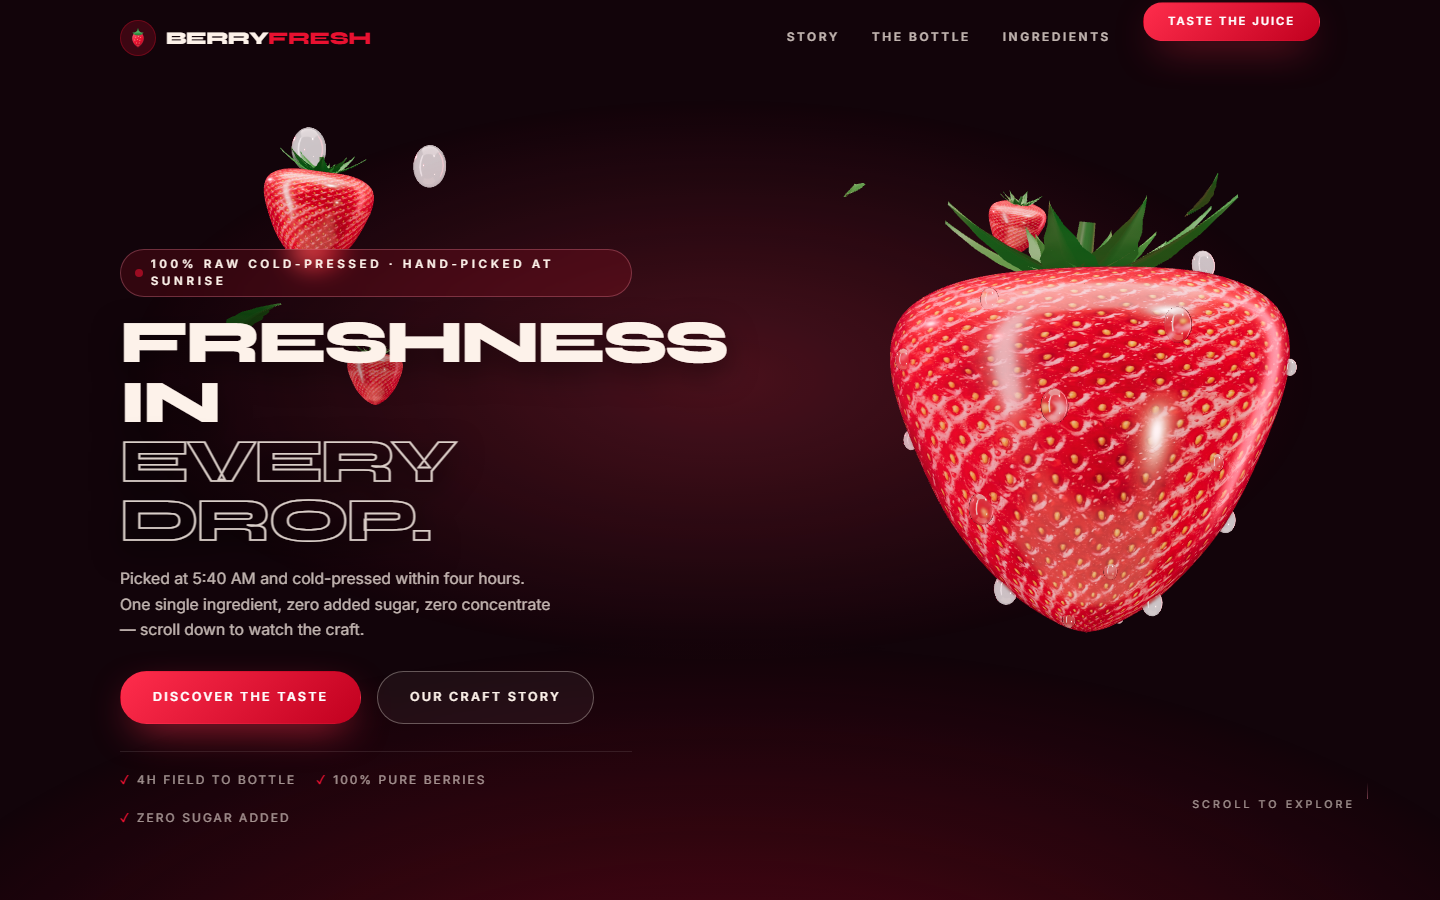 BERRYFRESH
STORY
THE BOTTLE
INGREDIENTS
TASTE THE JUICE
100% RAW COLD-PRESSED · HAND-PICKED AT
SUNRISE
FRESHNESS
IN
EVERY
DROP.
Picked at 5:40 AM and cold-pressed within four hours.
One single ingredient, zero added sugar, zero concentrate
— scroll down to watch the craft.
DISCOVER THE TASTE
OUR CRAFT STORY
✓ 4H FIELD TO BOTTLE
✓ 100% PURE BERRIES
✓ ZERO SUGAR ADDED
SCROLL TO EXPLORE